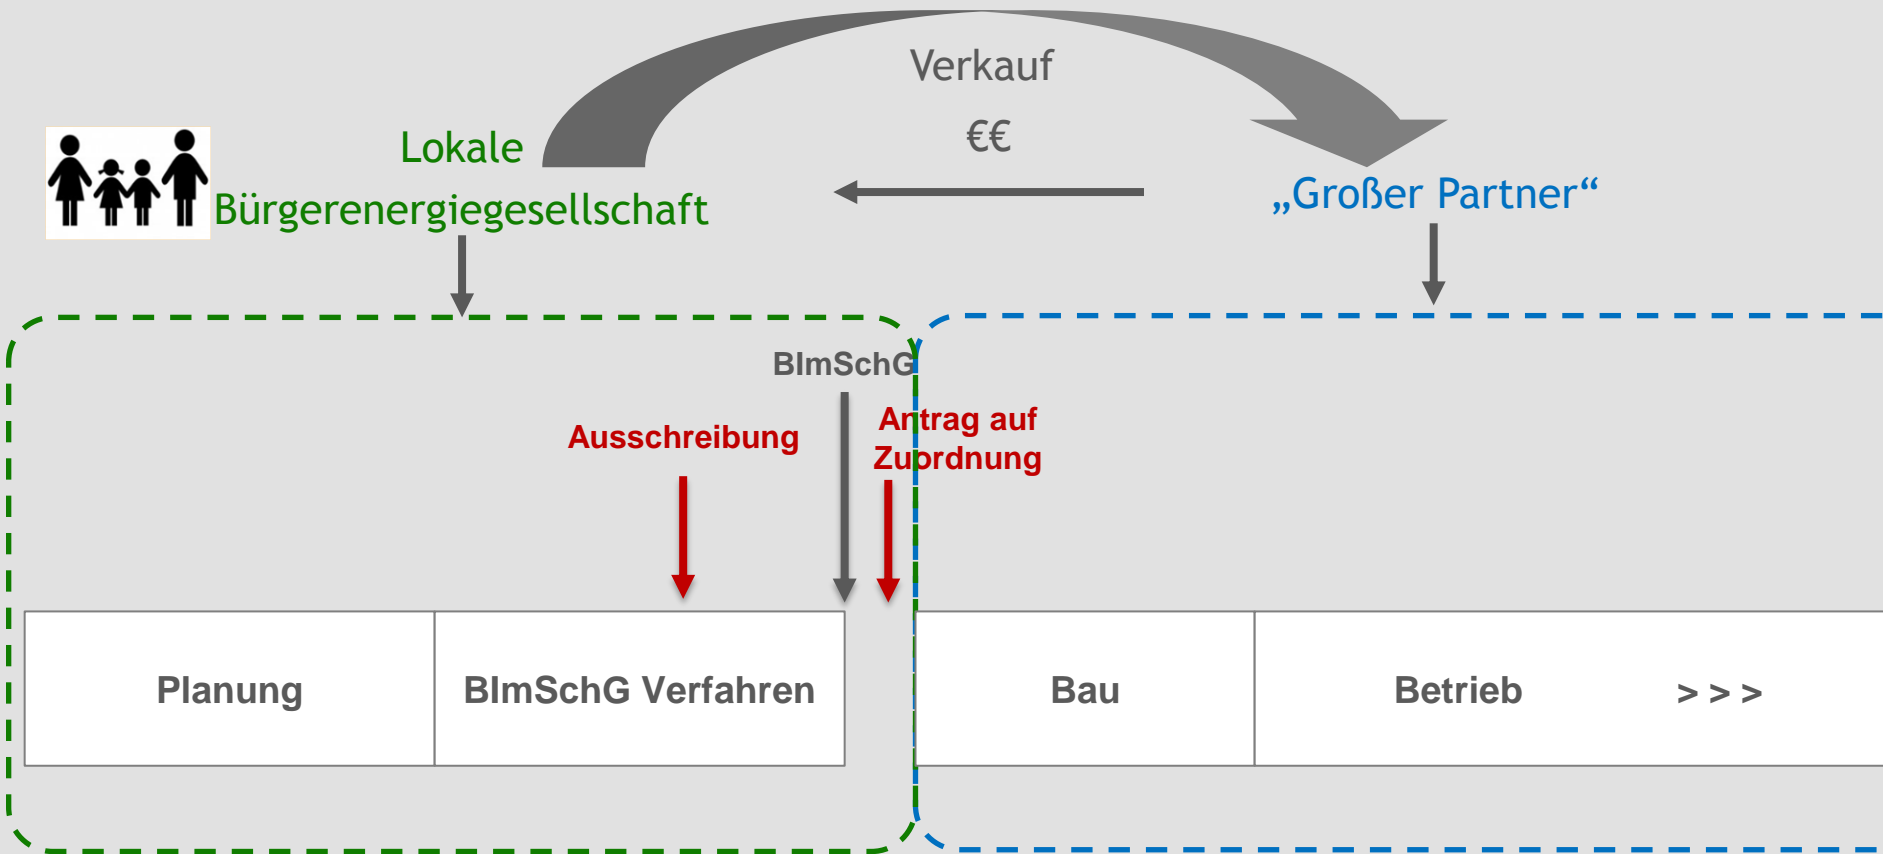 Verkauf
€€
Lokale
Bürgerenergiegesellschaft
„Großer Partner“
BImSchG
Ausschreibung
Antrag auf
Zuordnung
Planung
BImSchG Verfahren
Bau
Betrieb
> > >